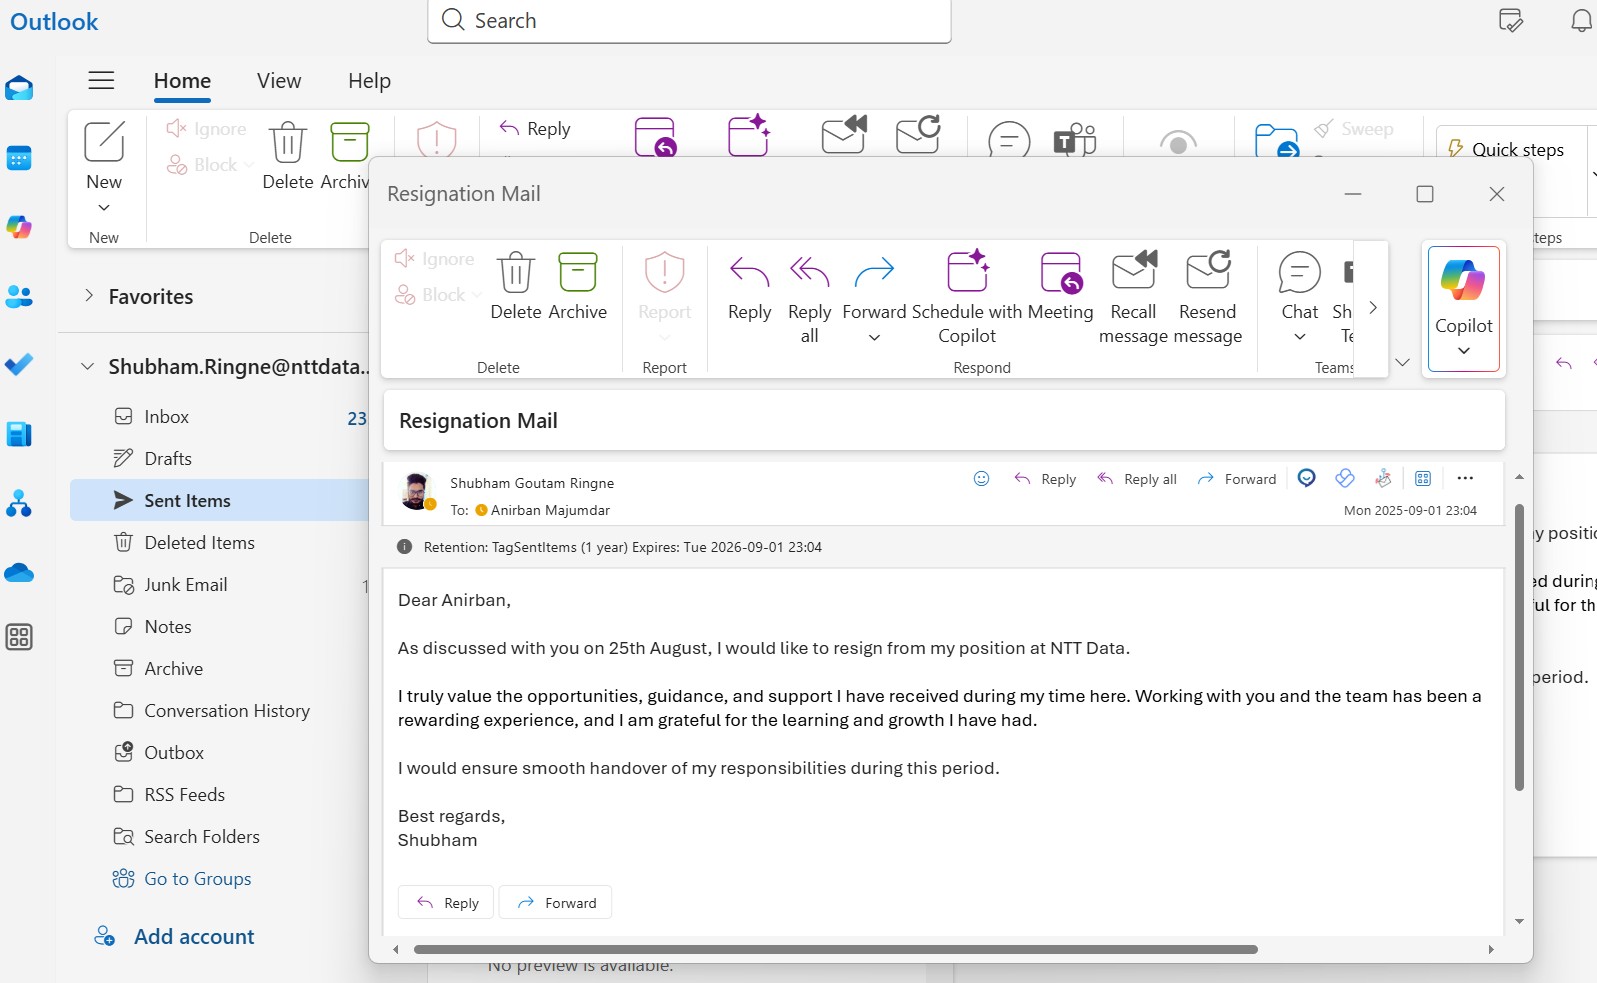 Outlook
Search
Home View Help
New
New
Ignore
Block
Delete
Archiv
Delete
Reply
Sweep
Quick steps
teps
Favorites
Shubham.Ringne@nttdata...
Inbox 23
Drafts
Sent Items
Deleted Items
Junk Email 1
Notes
Archive
Conversation History
Outbox
RSS Feeds
Search Folders
Go to Groups
Add account
Resignation Mail
Ignore
Block
Delete
Archive
Delete
Report
Report
Reply
Reply all
Forward
Schedule with Copilot
Meeting
Recall message
Resend message
Respond
Chat
Sh
Te
Teams
Copilot
Resignation Mail
Shubham Goutam Ringne
To: Anirban Majumdar
Reply Reply all Forward
Mon 2025-09-01 23:04
Retention: TagSentItems (1 year) Expires: Tue 2026-09-01 23:04
Dear Anirban,
As discussed with you on 25th August, I would like to resign from my position at NTT Data.
I truly value the opportunities, guidance, and support I have received during my time here. Working with you and the team has been a
rewarding experience, and I am grateful for the learning and growth I have had.
I would ensure smooth handover of my responsibilities during this period.
Best regards,
Shubham
Reply Forward
y positio
ed during
ful for th
period.
No preview is available.